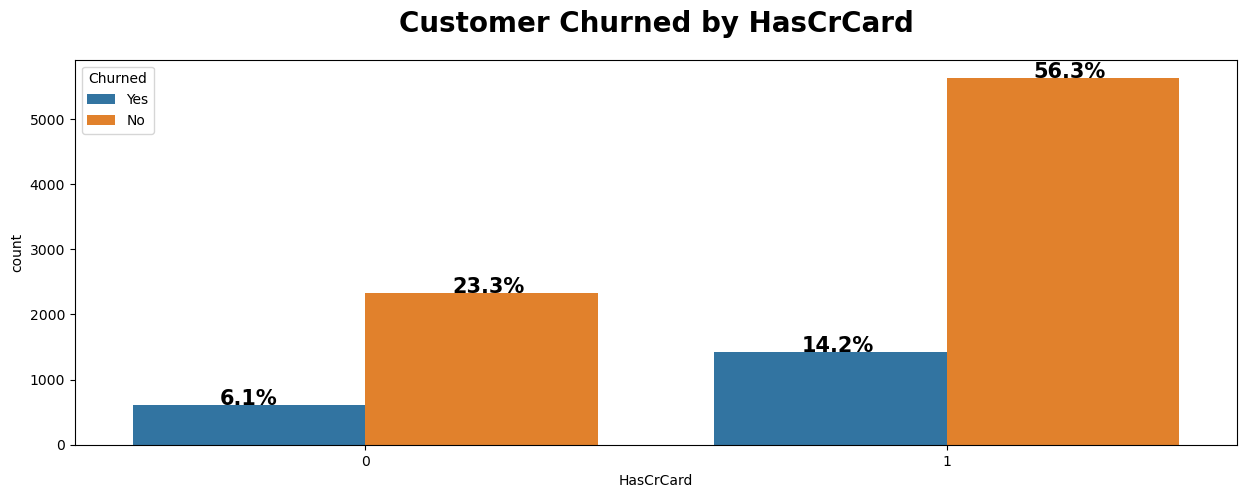 Customer Churned by HasCrCard
Churned
Yes
No
56.3%
23.3%
14.2%
6.1%
5000
4000
3000
2000
1000
0
count
0
1
HasCrCard